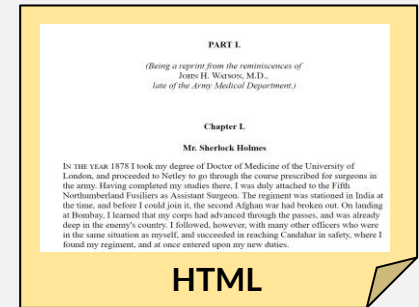 PART I.
(Being a reprint from the reminiscences of
JOHN H. WATSON, M.D.,
late of the Army Medical Department.)
Chapter I.
Mr. Sherlock Holmes
IN THE YEAR 1878 I took my degree of Doctor of Medicine of the University of
London, and proceeded to Netley to go through the course prescribed for surgeons in
the army. Having completed my studies there, I was duly attached to the Fifth
Northumberland Fusiliers as Assistant Surgeon. The regiment was stationed in India at
the time, and before I could join it, the second Afghan war had broken out. On landing
at Bombay, I learned that my corps had advanced through the passes, and was already
deep in the enemy's country. I followed, however, with many other officers who were
in the same situation as myself, and succeeded in reaching Candahar in safety, where I
found my regiment, and at once entered upon my new duties.
HTML